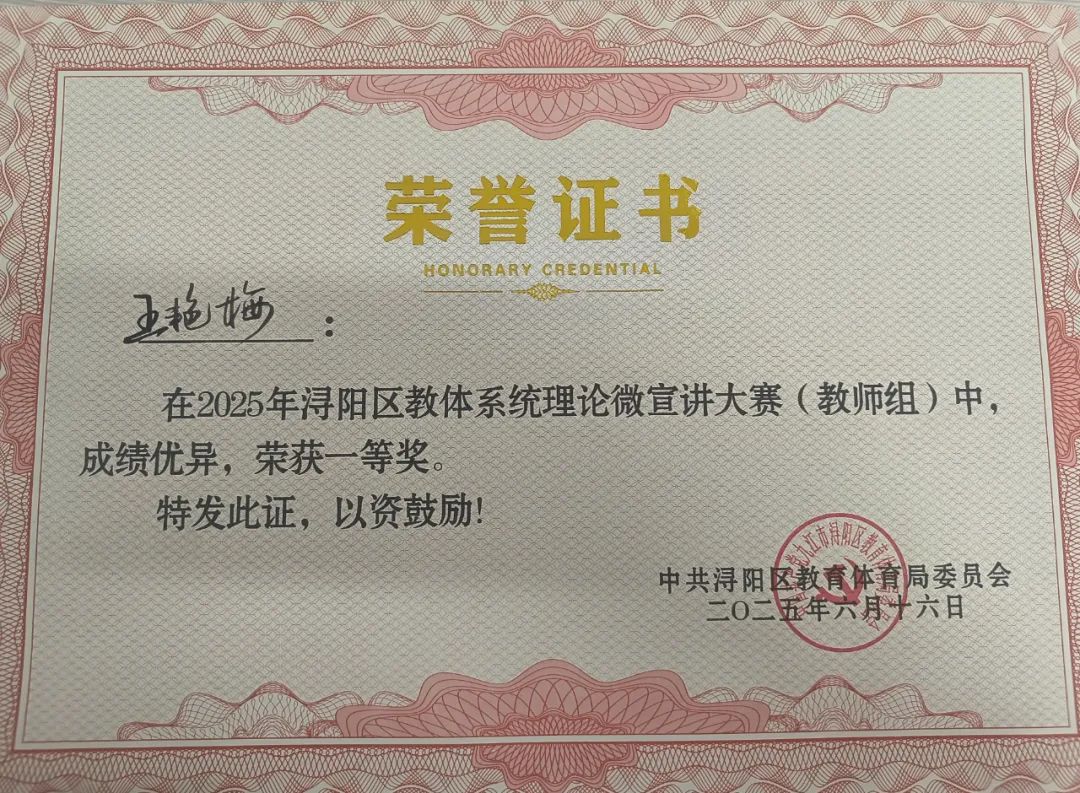 荣誉证书
HONORARY CREDENTIAL
王艳梅：
在2025年浔阳区教体系统理论微宣讲大赛（教师组）中，
成绩优异，荣获一等奖。
特发此证，以资鼓励！
中共浔阳区教育体育局委员会
二〇二五年六月十六日